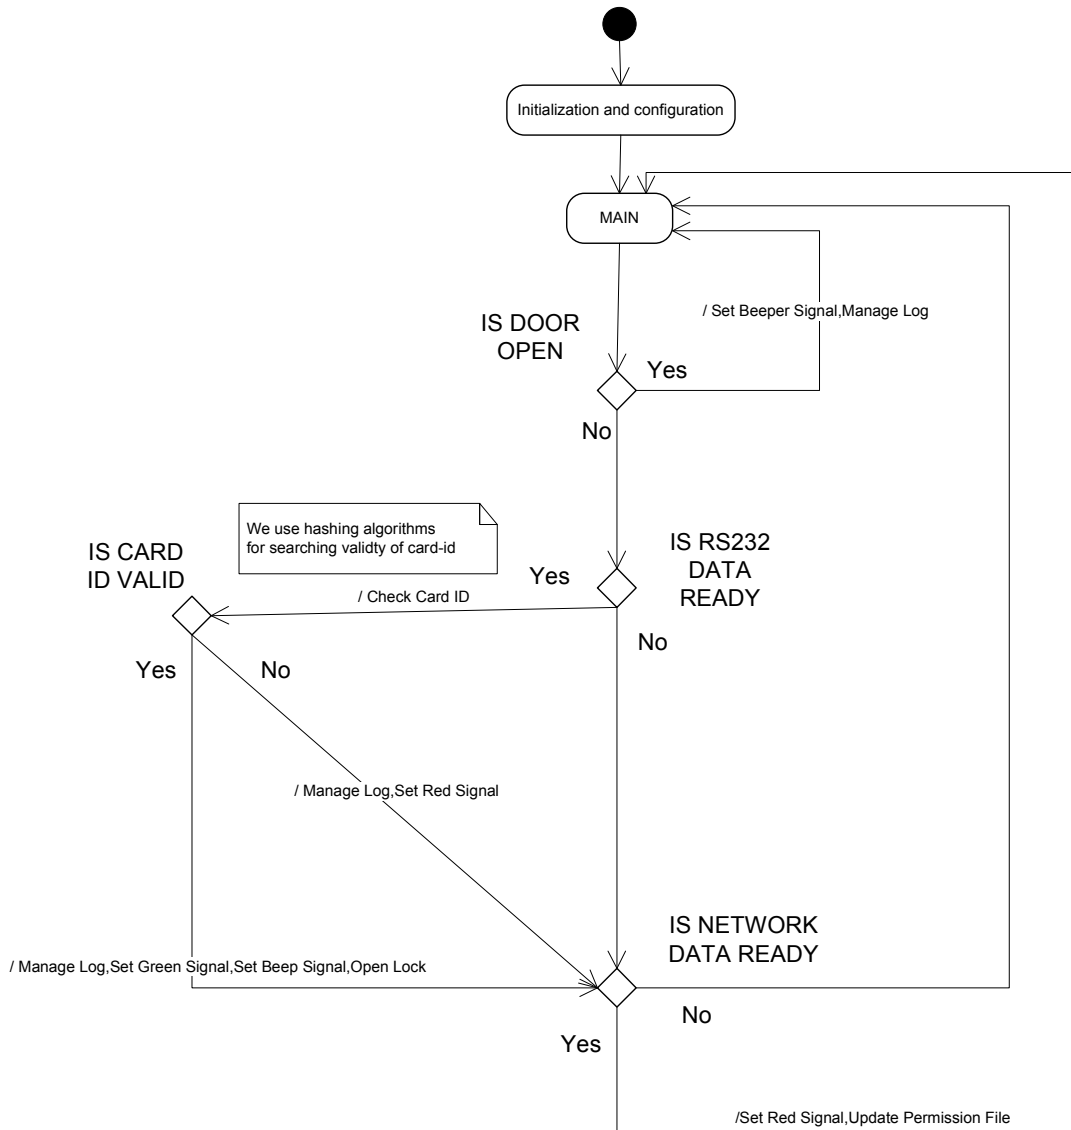 Initialization and configuration
MAIN
/ Set Beeper Signal,Manage Log
IS DOOR
OPEN
Yes
No
We use hashing algorithms
for searching validty of card-id
IS CARD
ID VALID
IS RS232
DATA
READY
Yes
/ Check Card ID
No
Yes
No
/ Manage Log,Set Red Signal
IS NETWORK
DATA READY
/ Manage Log,Set Green Signal,Set Beep Signal,Open Lock
No
Yes
/Set Red Signal,Update Permission File